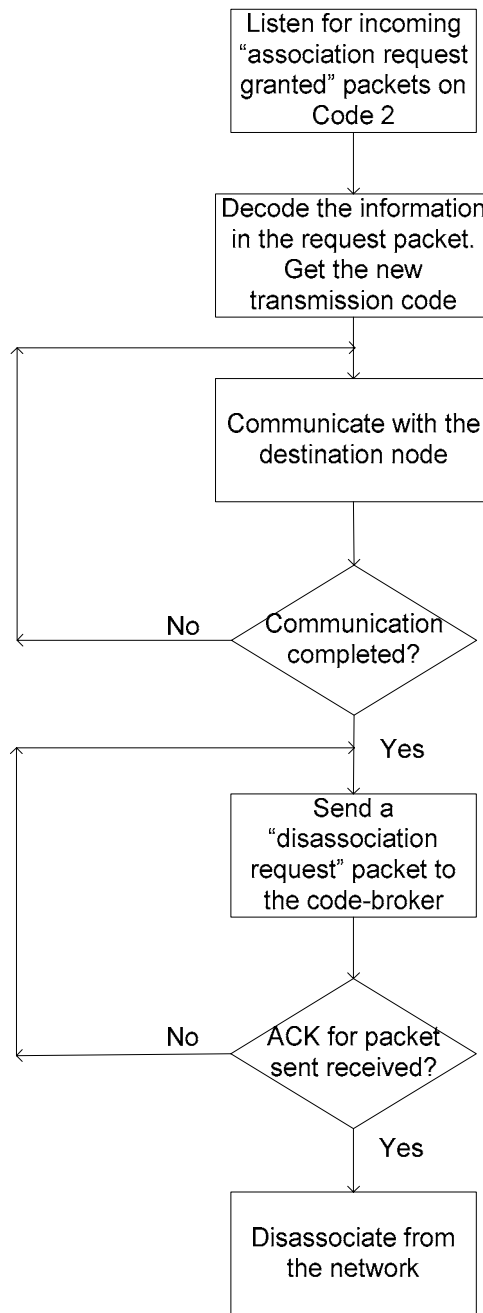 Listen for incoming
“association request
granted” packets on
Code 2
Decode the information
in the request packet.
Get the new
transmission code
Communicate with the
destination node
No
Communication
completed?
Yes
Send a
“disassociation
request” packet to
the code-broker
No
ACK for packet
sent received?
Yes
Disassociate from
the network